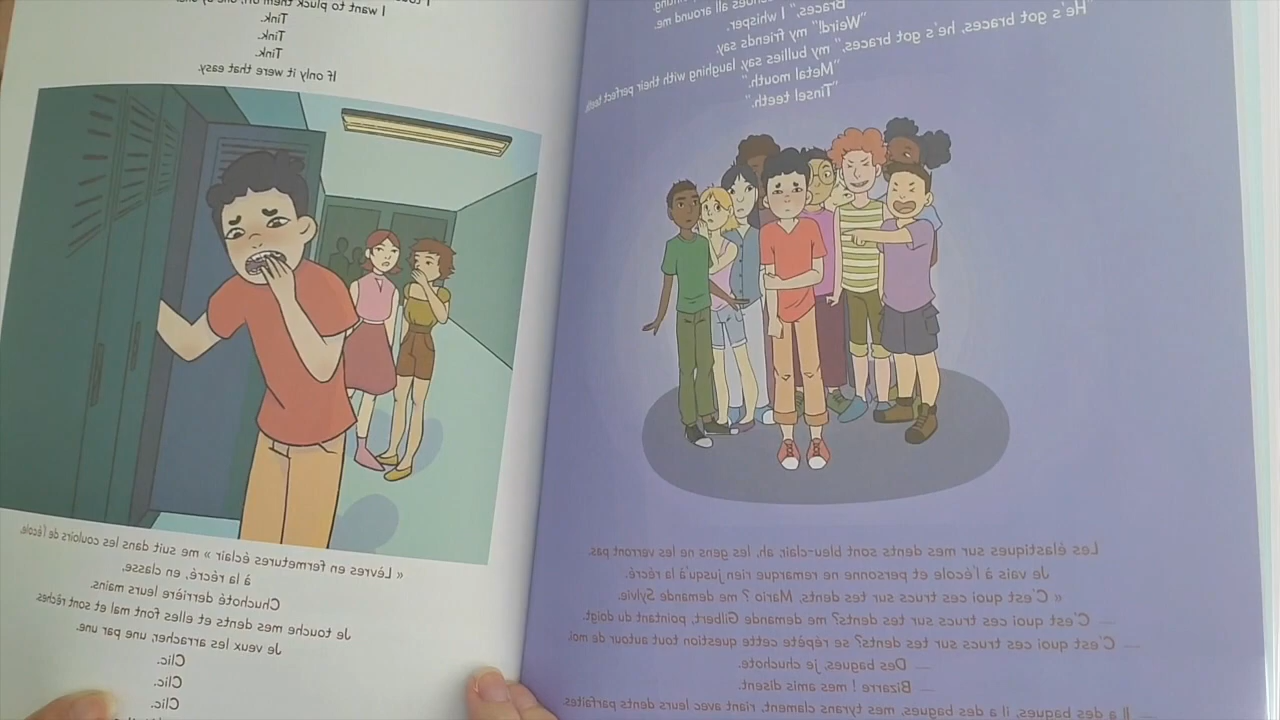 all around me.
"Braces," I whisper.
"Weird!" my friends say.
"He's got braces, he's got braces," my bullies say, laughing with their perfect teeth.
"Metal mouth."
"Tinsel teeth."
Les élastiques sur mes dents sont bleu-clair, ah, les gens ne les verront pas.
Je vais à l'école et personne ne remarque rien jusqu'à la récré.
« C'est quoi ces trucs sur tes dents, Mario ? me demande Sylvie.
— C'est quoi ces trucs sur tes dents? me demande Gilbert, pointant du doigt.
— C'est quoi ces trucs sur tes dents? se répète cette question tout autour de moi.
— Des bagues, je chuchote.
— Bizarre ! mes amis disent.
— Il a des bagues, il a des bagues, mes tyrans clament, riant avec leurs dents parfaites.
I want to pluck them off, one by
Tink.
Tink.
Tink.
If only it were that easy.
« Lèvres en fermetures éclair » me suit dans les couloirs de l'école,
à la récré, en classe.
Chuchoté derrière leurs mains.
Je touche mes dents et elles font mal et sont rêches.
Je veux les arracher, une par une.
Clic.
Clic.
Clic.